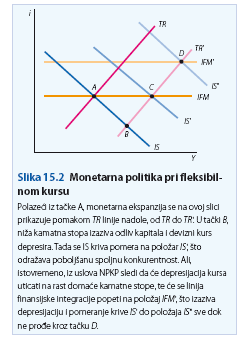 i
TR
TR'
D
IFM'
A
C
IS"
IFM
IS'
B
IS
Y
Slika 15.2 Monetarna politika pri fleksibil-
nom kursu
Polazeći iz tačke A, monetarna ekspanzija se na ovoj slici
prikazuje pomakom TR linije nadole, od TR do TR'. U tački B,
niža kamatna stopa izaziva odliv kapitala i devizni kurs
depresira. Tada se IS kriva pomera na položar IS', što
odražava poboljšanu spoljnu konkurentnost. Ali,
istovremeno, iz uslova NPKP sledi da će depresijacija kursa
uticati na rast domaće kamatne stope, te će se linija
finansijske integracije popeti na položaj IFM', što izaziva
depresijaciju i pomeranje krive IS' do položaja IS" sve dok
ne prođe kroz tačku D.